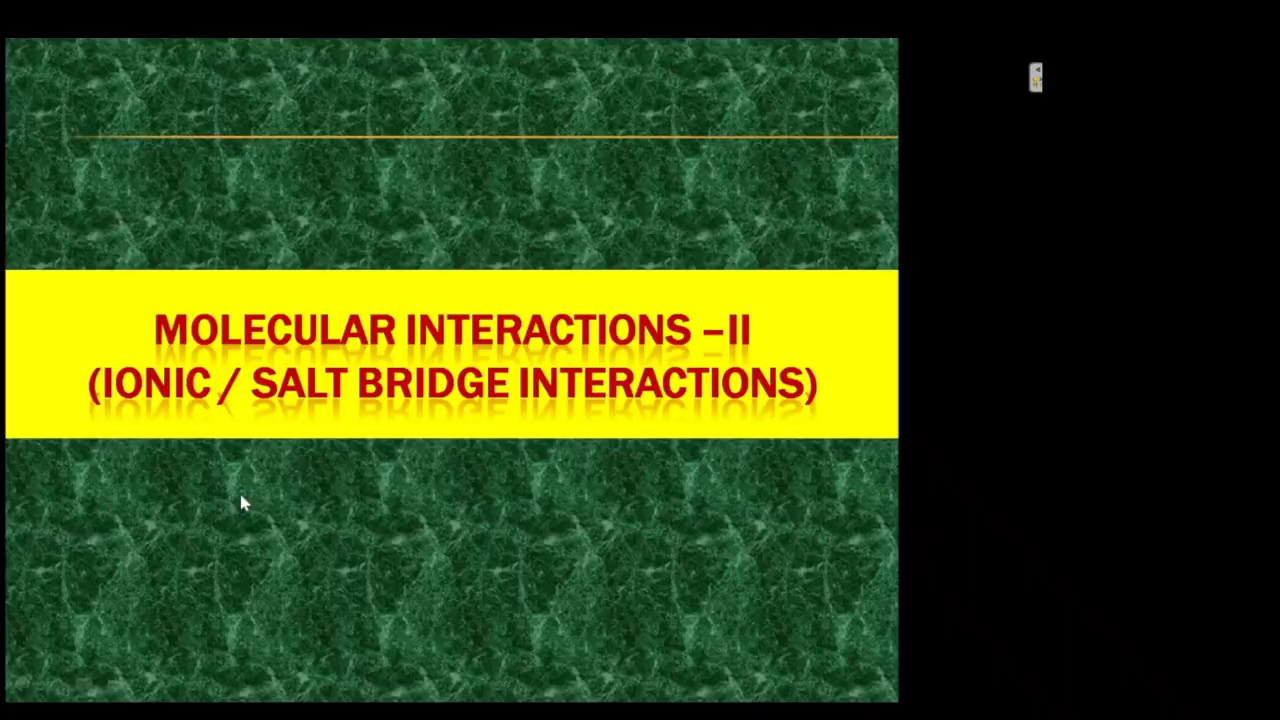 MOLECULAR INTERACTIONS –II
(IONIC / SALT BRIDGE INTERACTIONS)